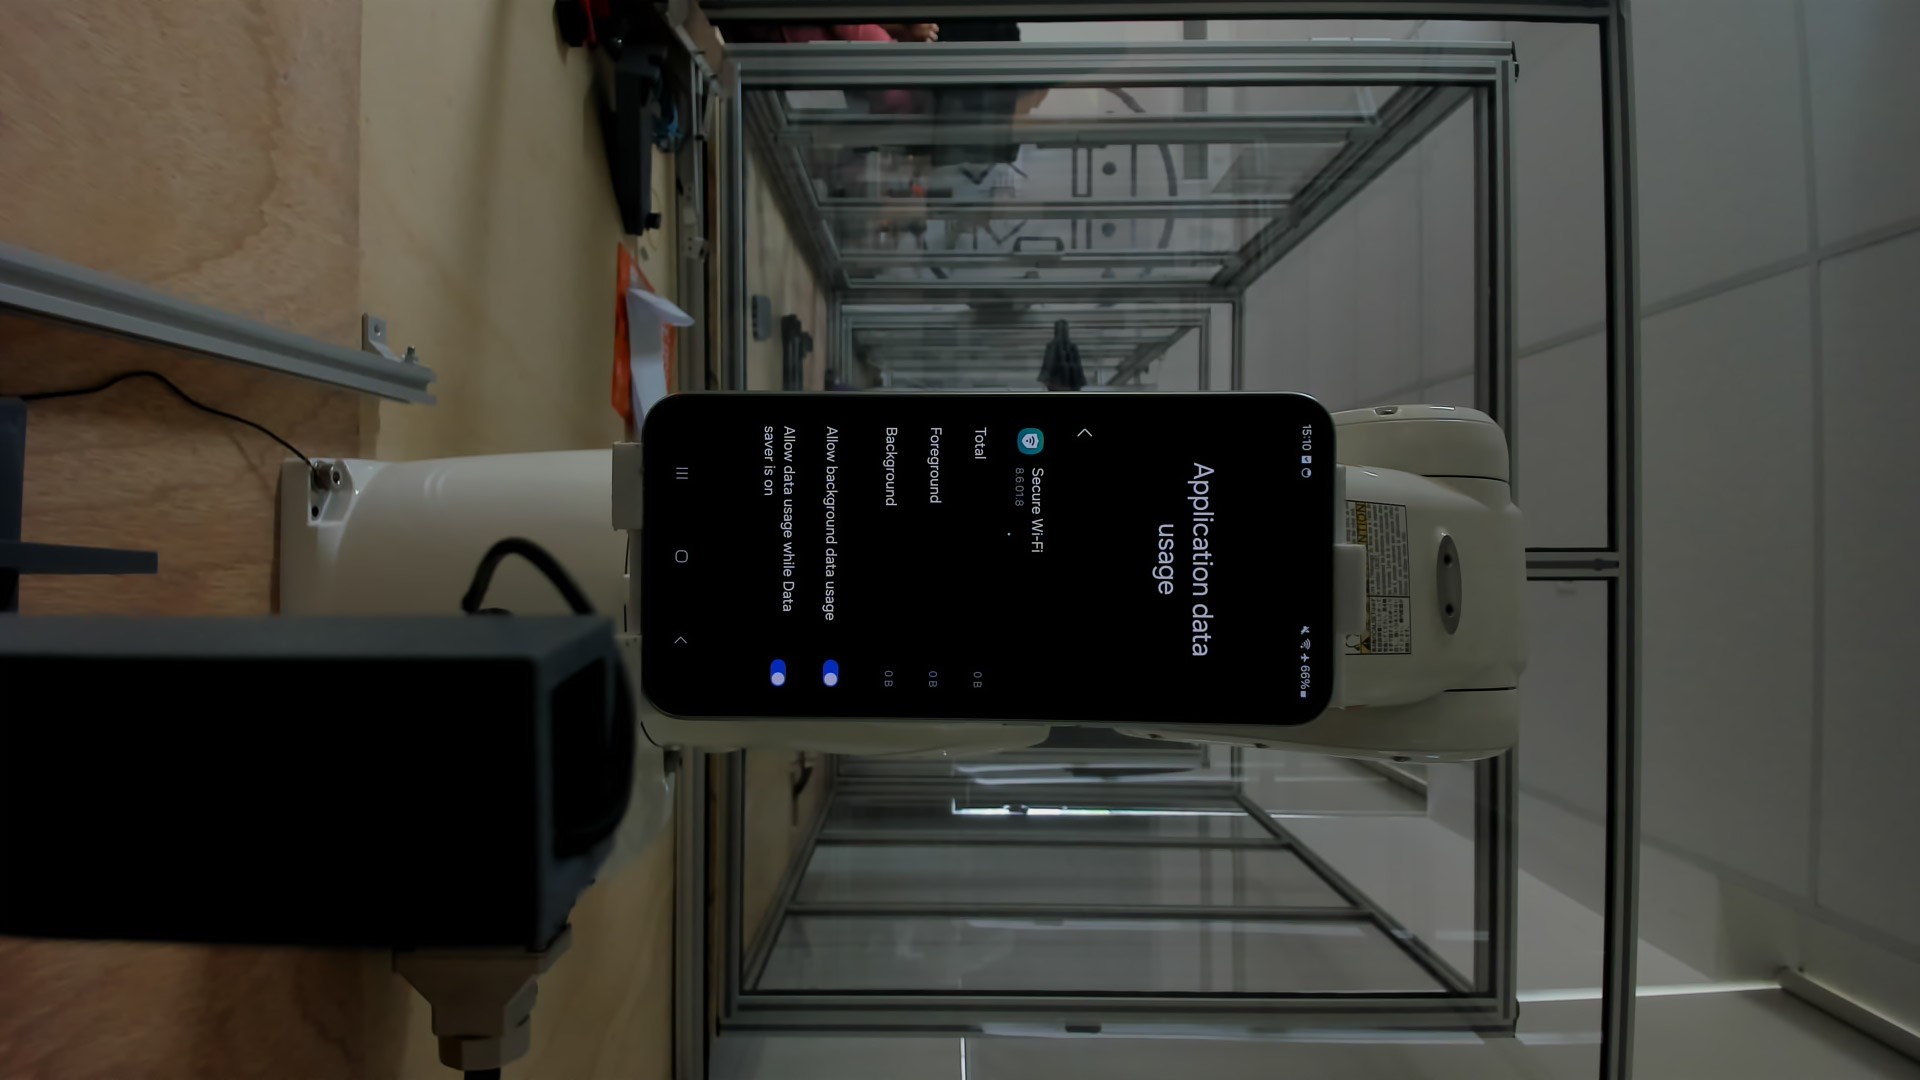 15:10
66%
Application data
usage
Secure Wi-Fi
8.6.01.8
Total
0 B
Foreground
0 B
Background
0 B
Allow background data usage
Allow data usage while Data
saver is on